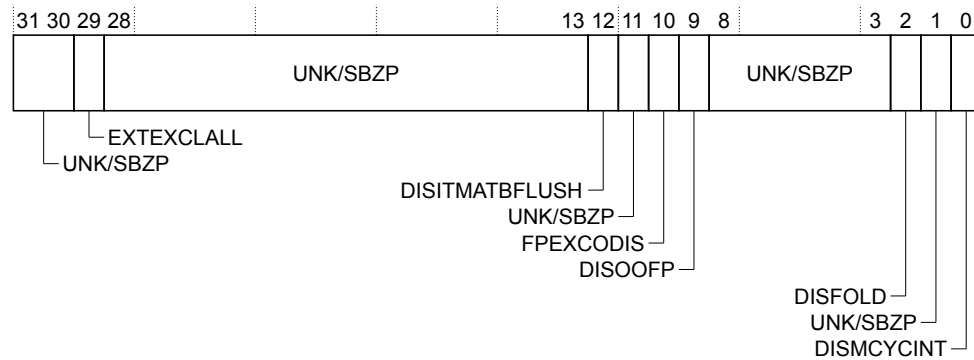 31 30 29 28 13 12 11 10 9 8 3 2 1 0
UNK/SBZP UNK/SBZP
EXTEXCLALL
UNK/SBZP
DISITMATBFLUSH
UNK/SBZP
FPEXCODIS
DISOOFP
DISFOLD
UNK/SBZP
DISMCYCINT